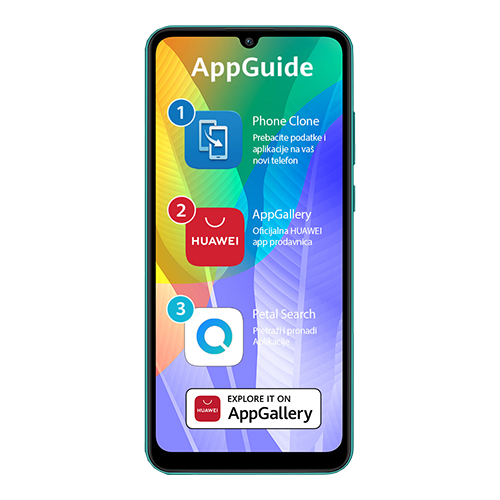 AppGuide
1
Phone Clone
Prebacite podatke i
aplikacije na vaš
novi telefon
2
HUAWEI
AppGallery
Oficijalna HUAWEI
app prodavnica
3
Petal Search
Pretraži i pronađi
Aplikacije
HUAWEI
EXPLORE IT ON
AppGallery